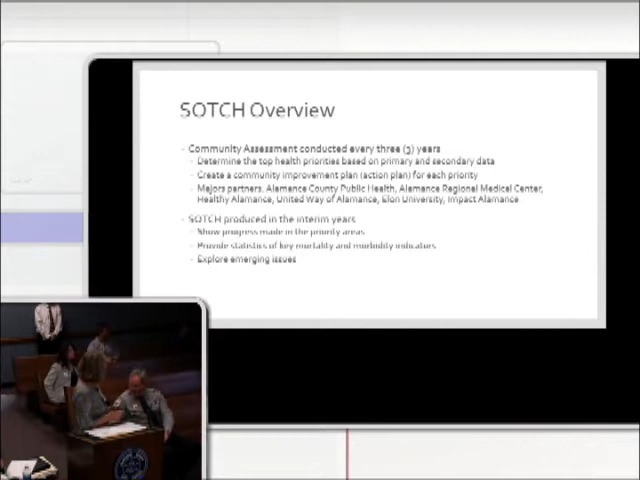 SOTCH Overview
- Community Assessment conducted every three (3) years
- Determine the top health priorities based on primary and secondary data
- Create a community improvement plan (action plan) for each priority
- Majors partners. Alamance County Public Health, Alamance Regional Medical Center,
Healthy Alamance, United Way of Alamance, Elon University, Impact Alamance
- SOTCH produced in the interim years
- Show progress made in the priority areas
- Provide statistics of key mortality and morbidity indicators
- Explore emerging issues